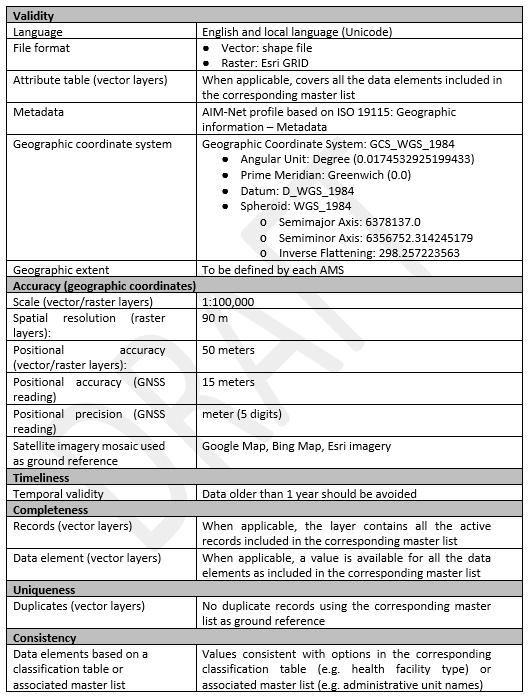 Validity
Language English and local language (Unicode)
File format ● Vector: shape file
● Raster: Esri GRID
Attribute table (vector layers) When applicable, covers all the data elements included in
the corresponding master list
Metadata AIM-Net profile based on ISO 19115: Geographic
information – Metadata
Geographic coordinate system Geographic Coordinate System: GCS_WGS_1984
● Angular Unit: Degree (0.0174532925199433)
● Prime Meridian: Greenwich (0.0)
● Datum: D_WGS_1984
● Spheroid: WGS_1984
o Semimajor Axis: 6378137.0
o Semiminor Axis: 6356752.314245179
o Inverse Flattening: 298.257223563
Geographic extent To be defined by each AMS
Accuracy (geographic coordinates)
Scale (vector/raster layers) 1:100,000
Spatial resolution (raster 90 m
layers):
Positional accuracy 50 meters
(vector/raster layers):
Positional accuracy (GNSS 15 meters
reading)
Positional precision (GNSS meter (5 digits)
reading)
Satellite imagery mosaic used Google Map, Bing Map, Esri imagery
as ground reference
Timeliness
Temporal validity Data older than 1 year should be avoided
Completeness
Records (vector layers) When applicable, the layer contains all the active
records included in the corresponding master list
Data element (vector layers) When applicable, a value is available for all the data
elements as included in the corresponding master list
Uniqueness
Duplicates (vector layers) No duplicate records using the corresponding master
list as ground reference
Consistency
Data elements based on a Values consistent with options in the corresponding
classification table or classification table (e.g. health facility type) or
associated master list associated master list (e.g. administrative unit names)
DRAFT